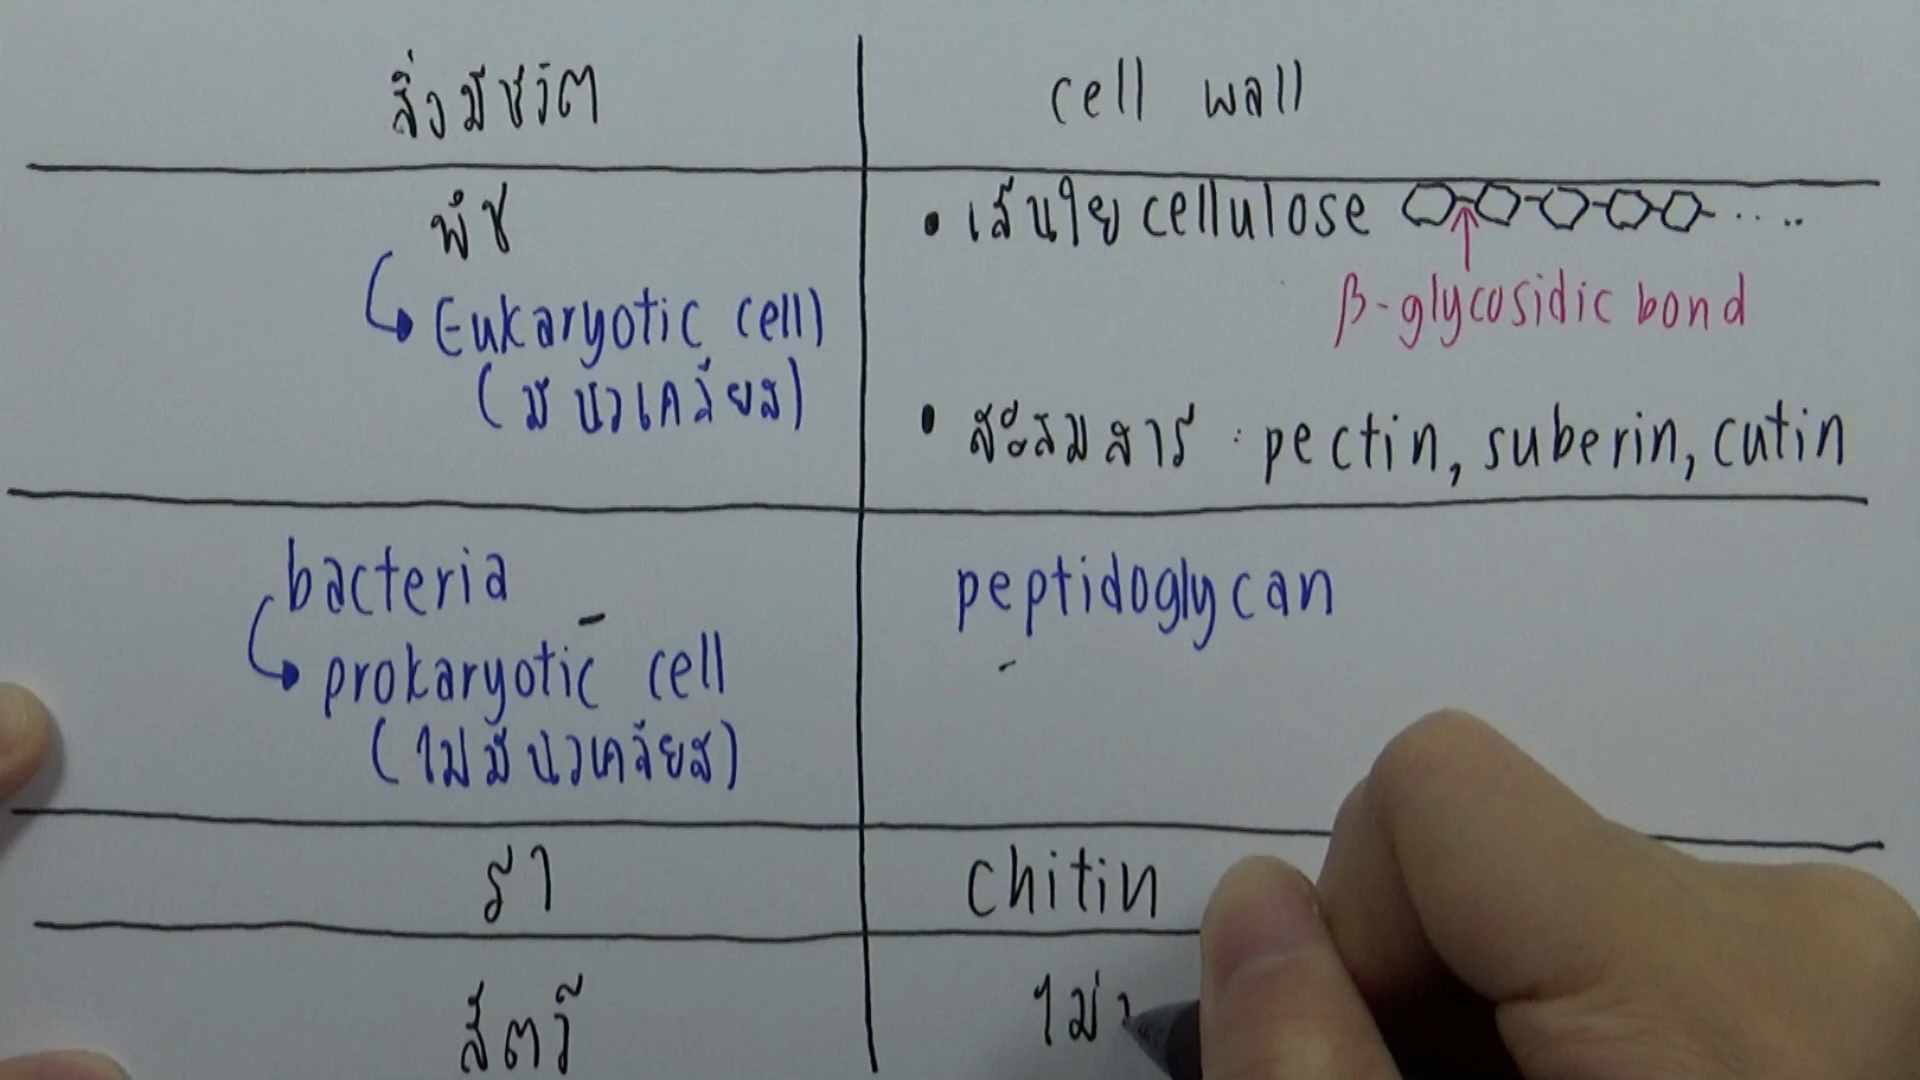 สิ่งมีชีวิต
cell wall
พืช
Eukaryotic cell
(มีนิวเคลียส)
• เส้นใย cellulose ....
β-glycosidic bond
• สะสมสาร : pectin, suberin, cutin
bacteria
prokaryotic cell
(ไม่มีนิวเคลียส)
peptidoglycan
รา
chitin
สัตว์
ไม่